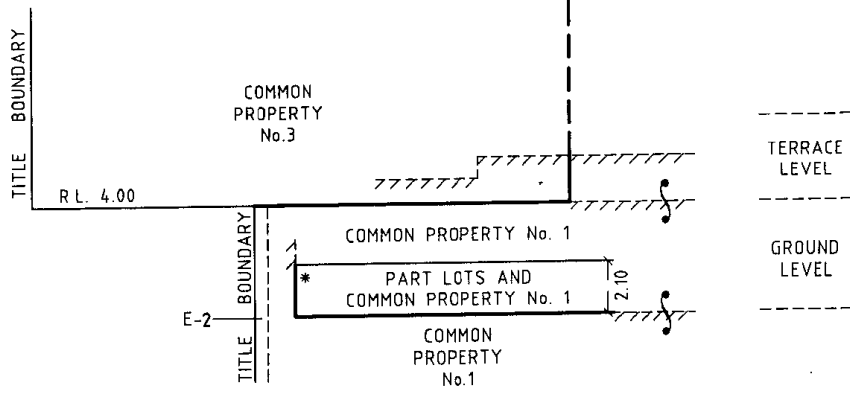 TITLE BOUNDARY
COMMON
PROPERTY
No.3
R L. 4.00
TERRACE
LEVEL
TITLE BOUNDARY
COMMON PROPERTY No. 1
GROUND
LEVEL
* PART LOTS AND
COMMON PROPERTY No. 1
2.10
E-2
COMMON
PROPERTY
No.1